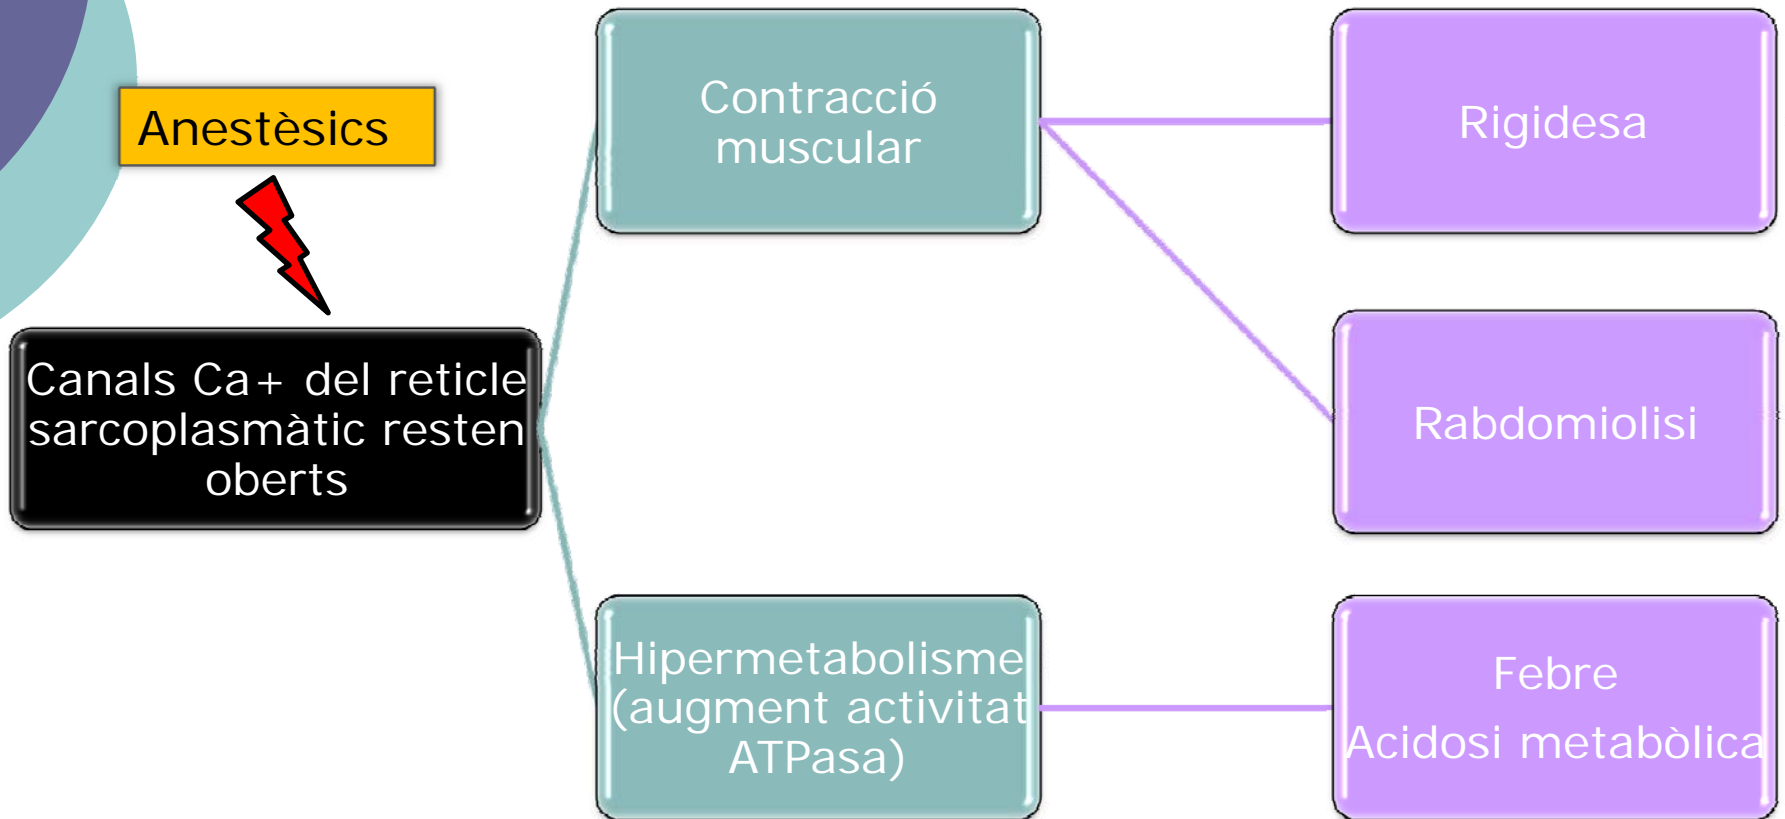 Anestèsics
Canals Ca+ del reticle
sarcoplasmàtic resten
oberts
Contracció
muscular
Hipermetabolisme
(augment activitat
ATPasa)
Rigidesa
Rabdomiolisi
Febre
Acidosi metabòlica